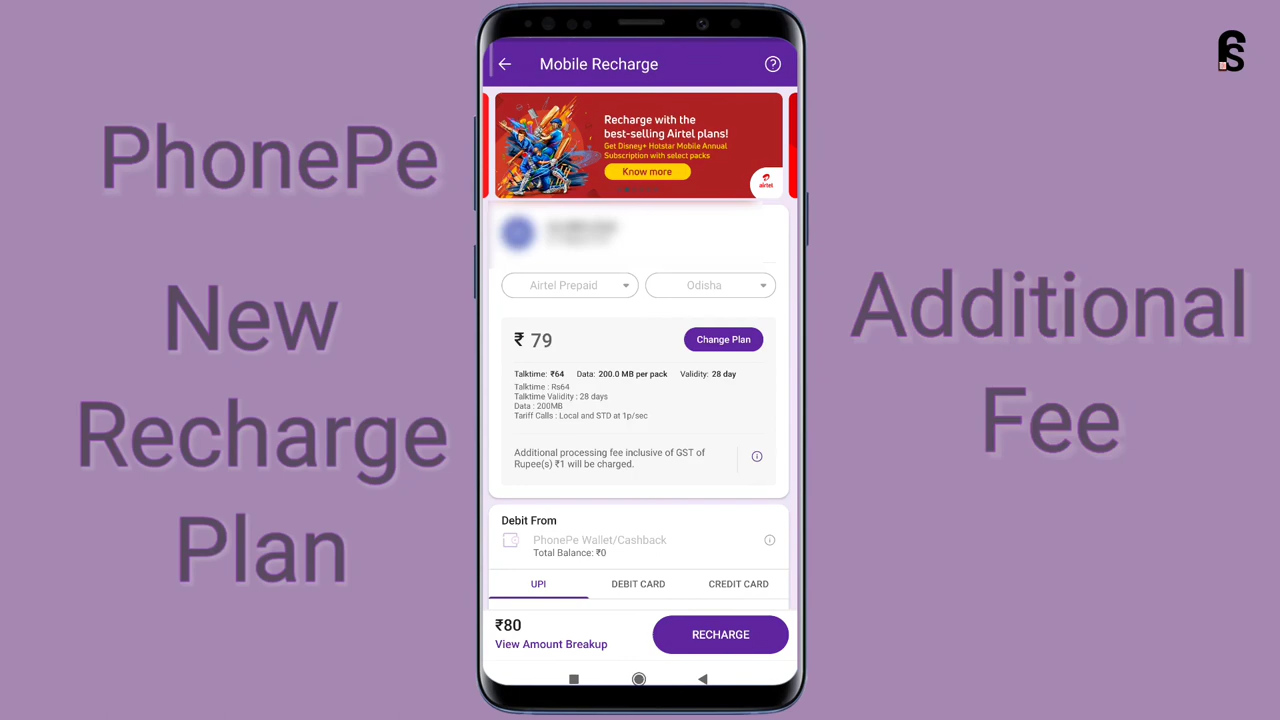 PhonePe
New
Recharge
Plan
Mobile Recharge
Recharge with the
best-selling Airtel plans!
Get Disney+ Hotstar Mobile Annual
Subscription with select packs
Know more
airtel
Airtel Prepaid
Odisha
₹ 79
Change Plan
Talktime: ₹64 Data: 200.0 MB per pack Validity: 28 day
Talktime : Rs64
Talktime Validity : 28 days
Data : 200MB
Tariff Calls : Local and STD at 1p/sec
Additional processing fee inclusive of GST of
Rupee(s) ₹1 will be charged.
Debit From
PhonePe Wallet/Cashback
Total Balance: ₹0
UPI DEBIT CARD CREDIT CARD
₹80
View Amount Breakup
RECHARGE
Additional
Fee